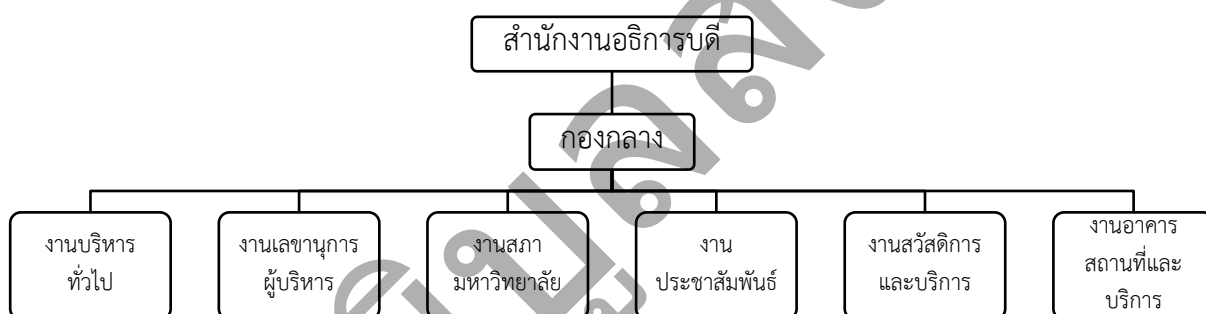 สำนักงานอธิการบดี
กองกลาง
งานบริหาร
ทั่วไป
งานเลขานุการ
ผู้บริหาร
งานสภา
มหาวิทยาลัย
งาน
ประชาสัมพันธ์
งานสวัสดิการ
และบริการ
งานอาคาร
สถานที่และ
บริการ